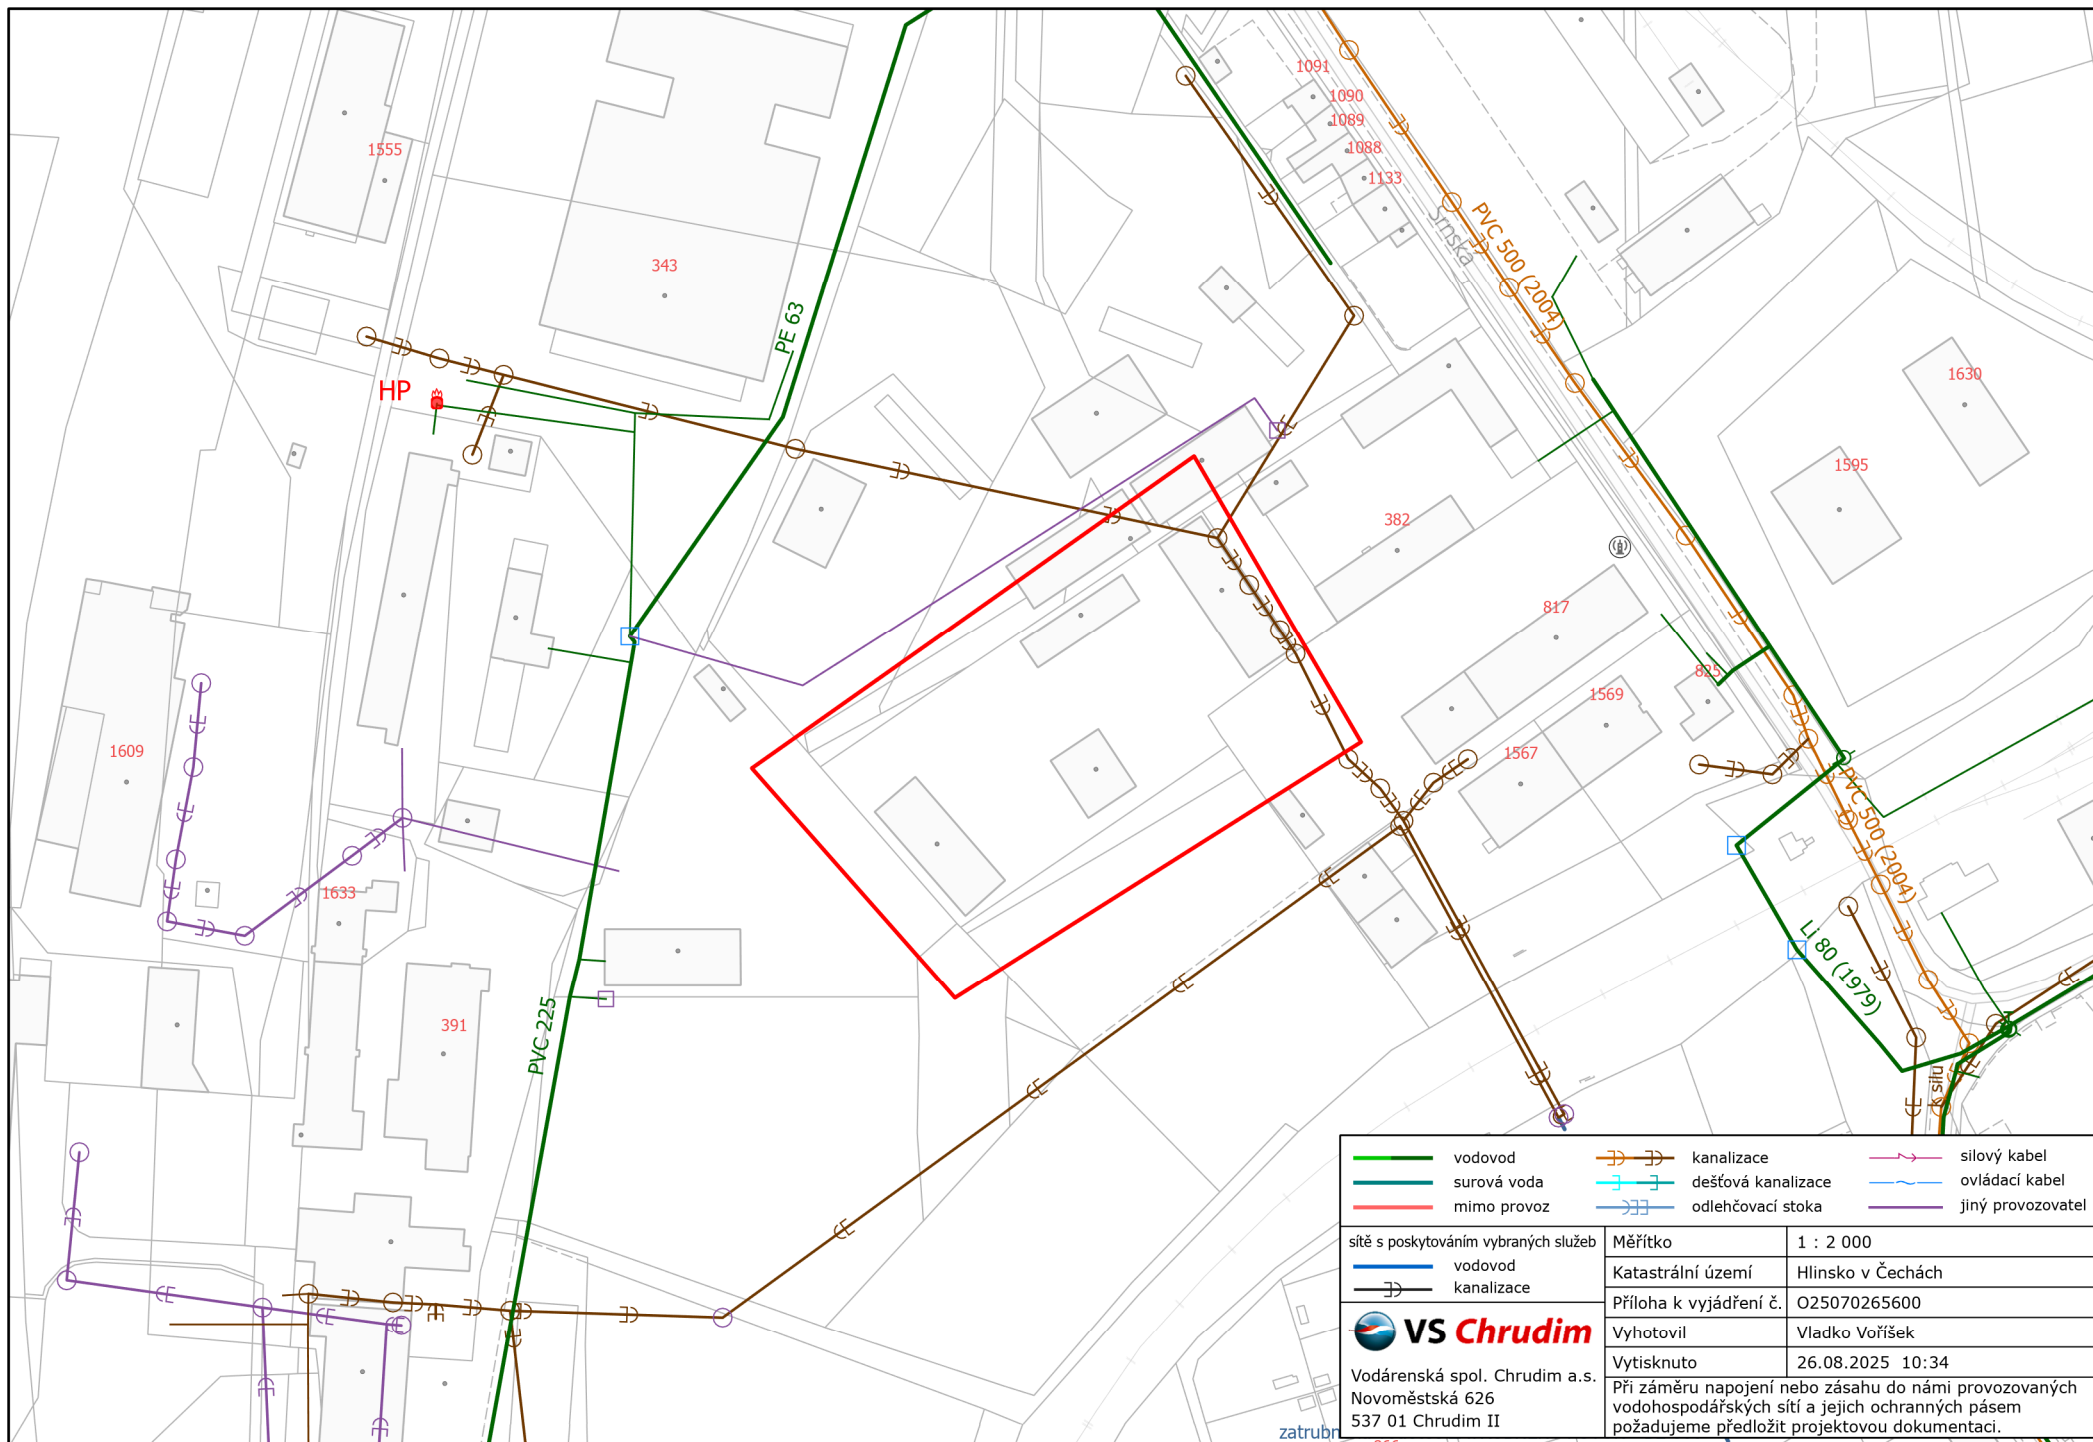 1091
1090
1089
1088
1133
1555
343
Srnská
PVC 500 (2004)
PE 63
HP
1630
1595
382
817
825
1569
1567
1609
1633
391
PVC 225
PVC 500 (2004)
Li 80 (1979)
k silu
zatrubn
vodovod
surová voda
mimo provoz
kanalizace
dešťová kanalizace
odlehčovací stoka
silový kabel
ovládací kabel
jiný provozovatel
sítě s poskytováním vybraných služeb
vodovod
kanalizace
VS Chrudim
Vodárenská spol. Chrudim a.s.
Novoměstská 626
537 01 Chrudim II
Měřítko 1 : 2 000
Katastrální území Hlinsko v Čechách
Příloha k vyjádření č. O25070265600
Vyhotovil Vladko Voříšek
Vytisknuto 26.08.2025 10:34
Při záměru napojení nebo zásahu do námi provozovaných
vodohospodářských sítí a jejich ochranných pásem
požadujeme předložit projektovou dokumentaci.